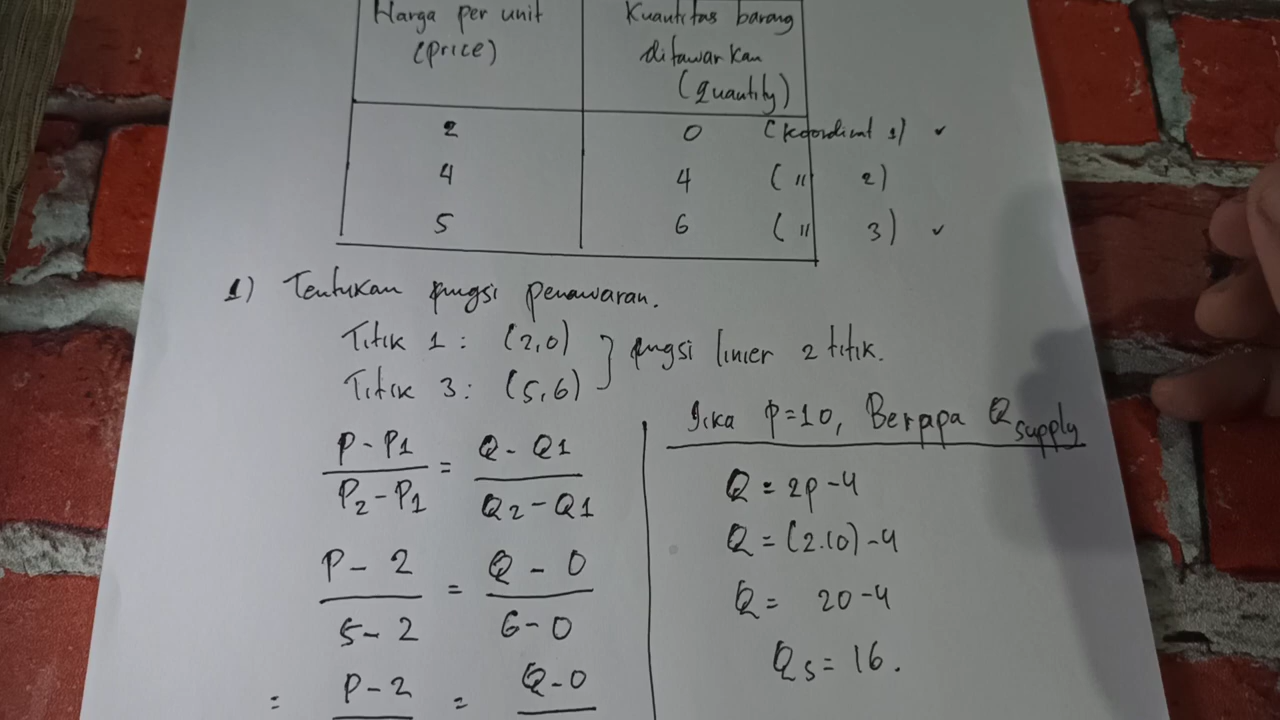 Harga per unit
(price)
Kuantitas barang
ditawarkan
(Quantity)
2 0 (koordinat 1) ✓
4 4 ( " 2)
5 6 ( " 3) ✓
1) Tentukan fungsi penawaran.
Titik 1 : (2,0)
Titik 3 : (5,6)
} fungsi linier 2 titik.
P - P1 = Q - Q1
P2 - P1 Q2 - Q1
P - 2 = Q - 0
5 - 2 6 - 0
= P - 2 = Q - 0
Jika p=10, Berapa Q supply
Q = 2p - 4
Q = (2.10) - 4
Q = 20 - 4
Qs = 16.